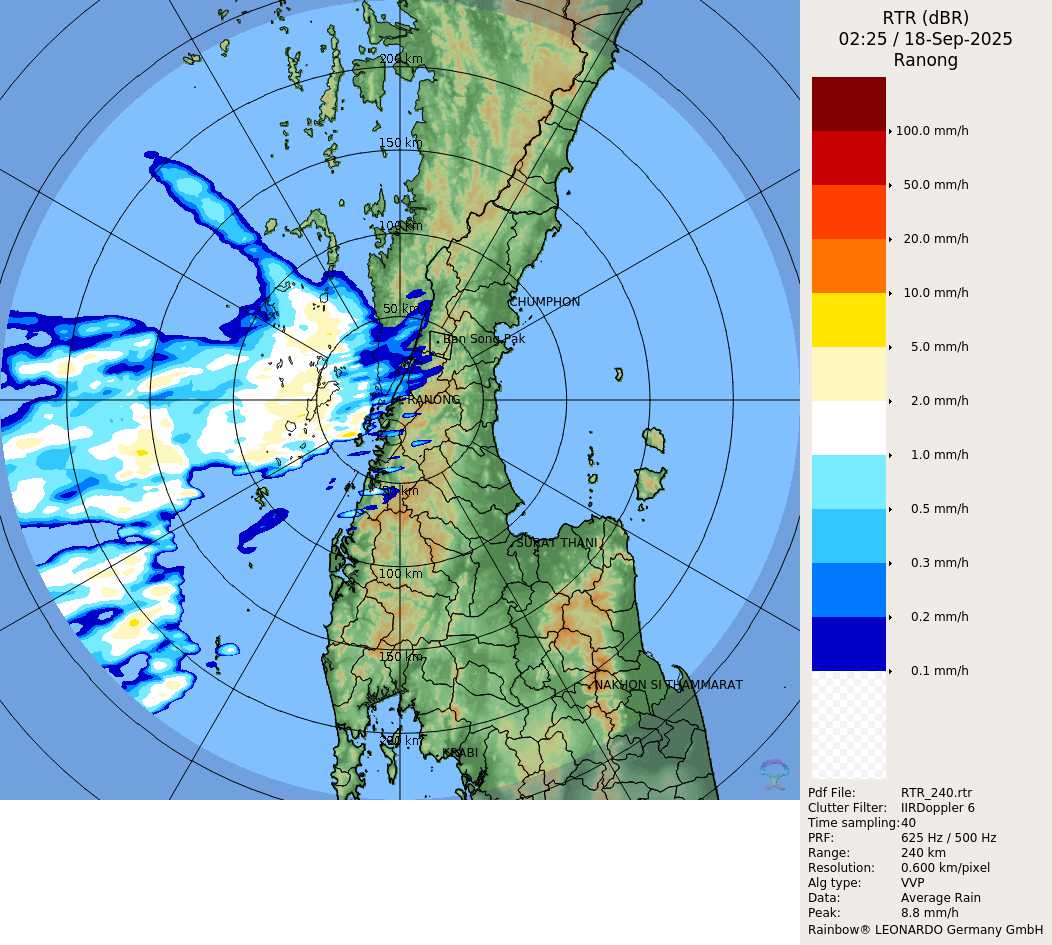 RTR (dBR)
02:25 / 18-Sep-2025
Ranong
100.0 mm/h
50.0 mm/h
20.0 mm/h
10.0 mm/h
5.0 mm/h
2.0 mm/h
1.0 mm/h
0.5 mm/h
0.3 mm/h
0.2 mm/h
0.1 mm/h
200 km
150 km
100 km
50 km
CHUMPHON
Ban Song Pak
RANONG
50 km
SURAT THANI
100 km
150 km
NAKHON SI THAMMARAT
200 km
KRABI
Pdf File: RTR_240.rtr
Clutter Filter: IIRDoppler 6
Time sampling:40
PRF: 625 Hz / 500 Hz
Range: 240 km
Resolution: 0.600 km/pixel
Alg type: VVP
Data: Average Rain
Peak: 8.8 mm/h
Rainbow® LEONARDO Germany GmbH